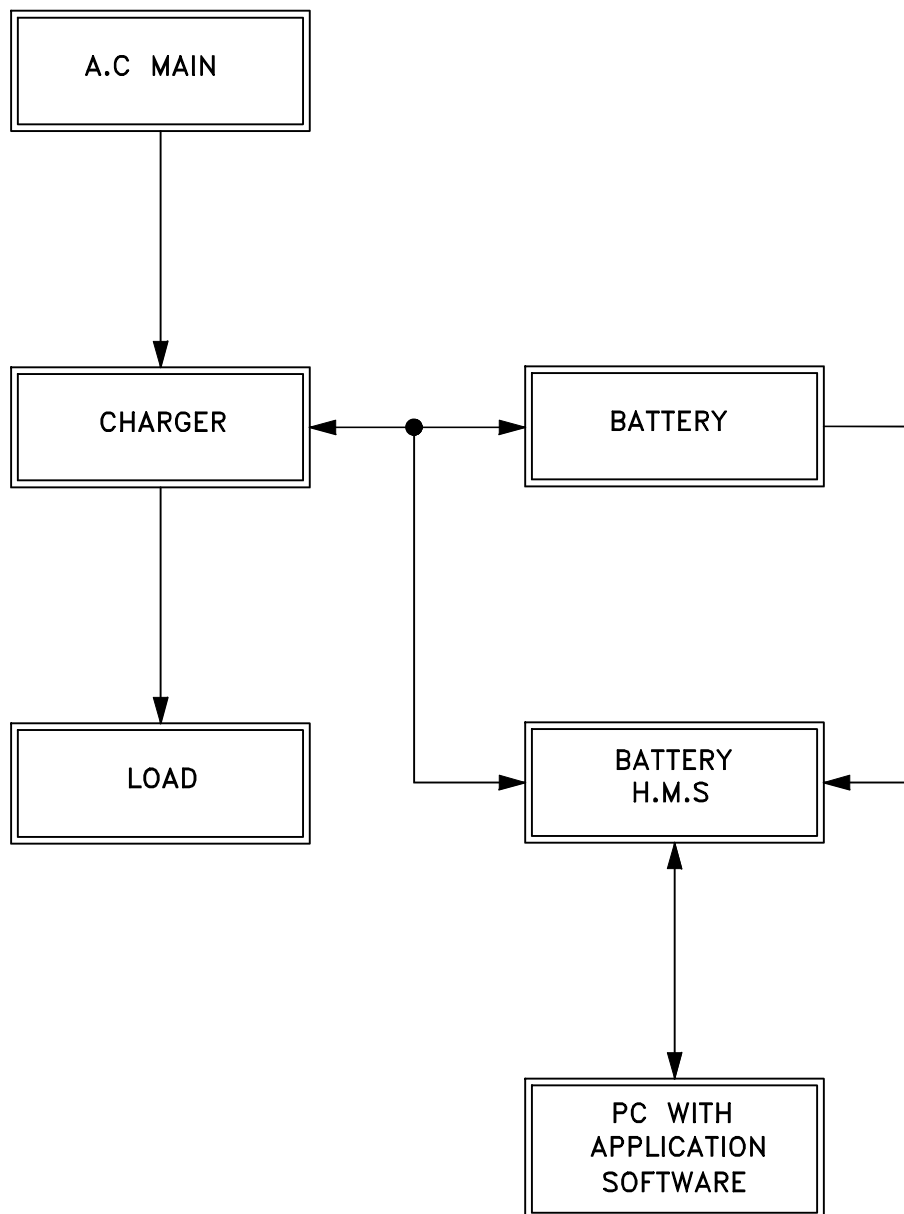 A.C MAIN
CHARGER
BATTERY
LOAD
BATTERY
H.M.S
PC WITH
APPLICATION
SOFTWARE